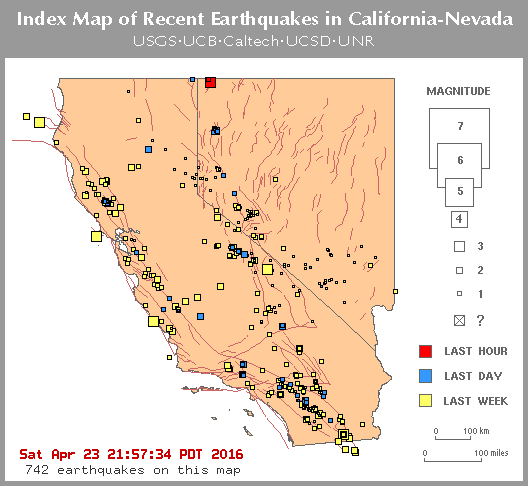 Index Map of Recent Earthquakes in California-Nevada
USGS·UCB·Caltech·UCSD·UNR
MAGNITUDE
7
6
5
4
3
2
1
?
LAST HOUR
LAST DAY
LAST WEEK
0 100 km
0 100 miles
Sat Apr 23 21:57:34 PDT 2016
742 earthquakes on this map